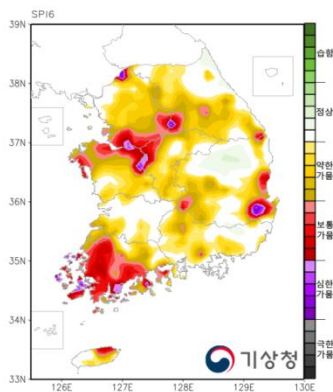 SPI6
39N
38N
37N
36N
35N
34N
33N
126E
127E
128E
129E
130E
습함
정상
약한
가뭄
보통
가뭄
심한
가뭄
극한
가뭄
기상청